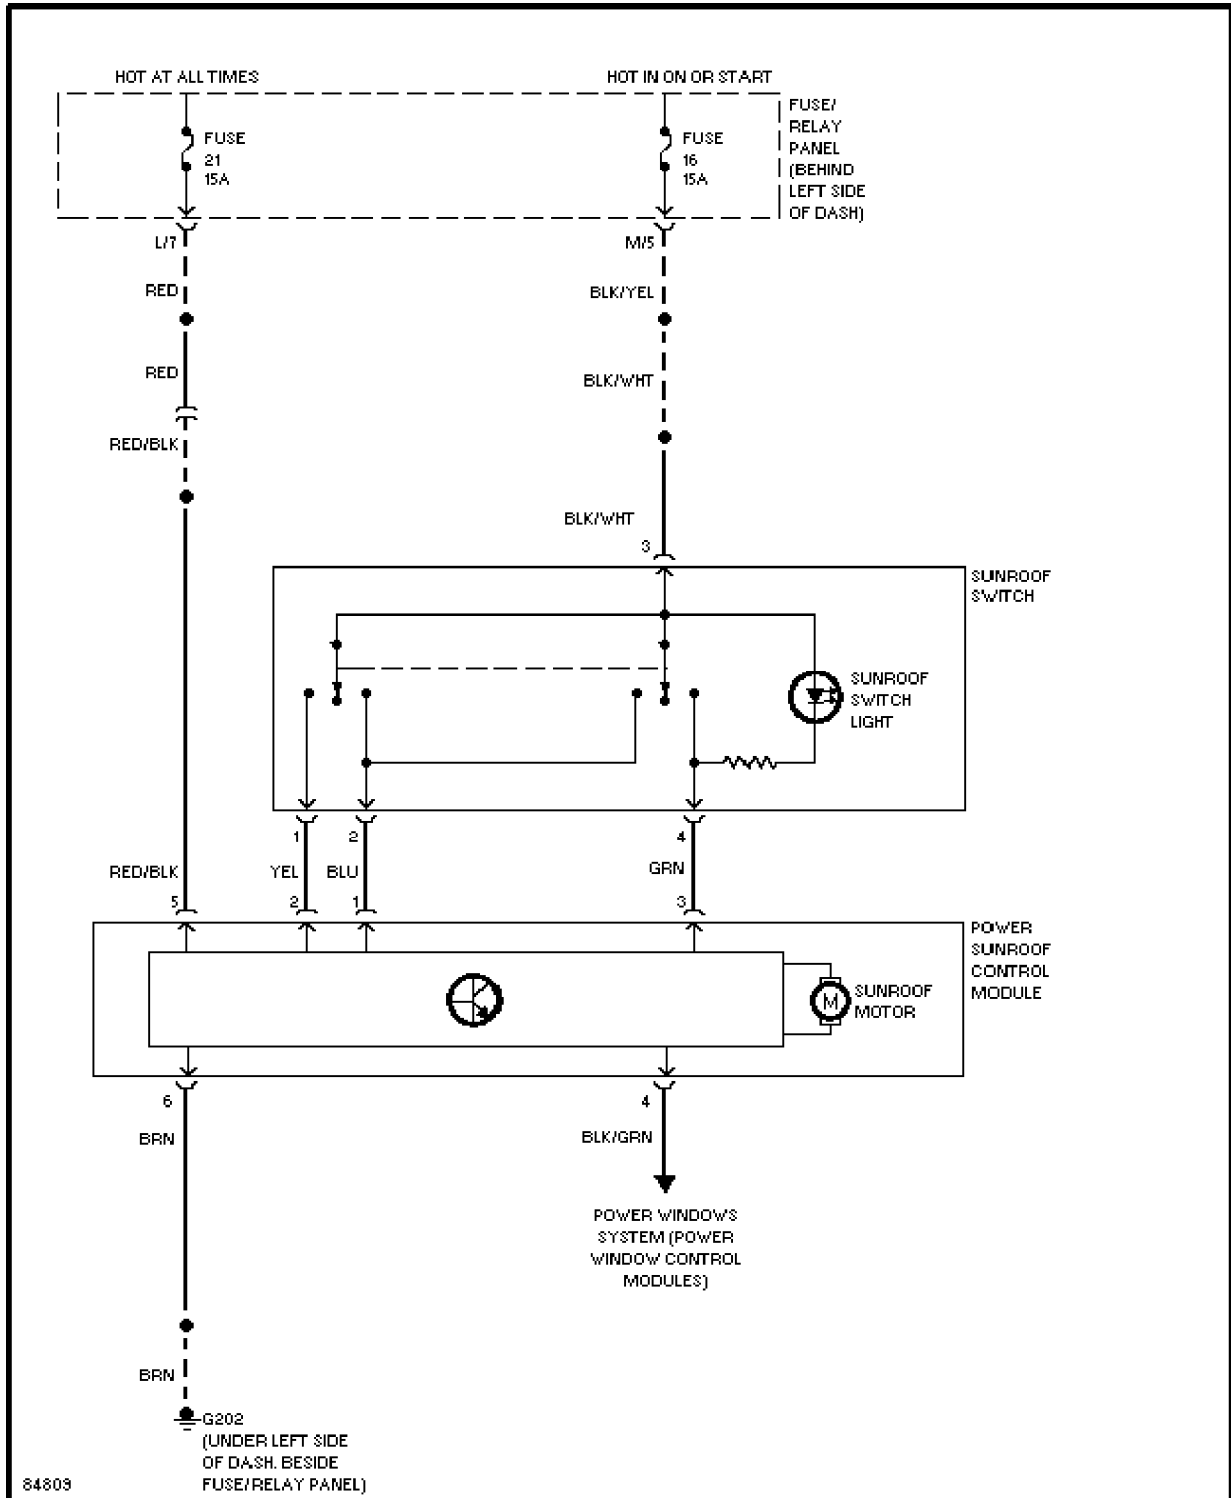 HOT AT ALL TIMES
HOT IN ON OR START
FUSE
21
15A
FUSE
16
15A
FUSE/
RELAY
PANEL
(BEHIND
LEFT SIDE
OF DASH)
L/7
M/5
RED
BLK/YEL
RED
BLK/WHT
RED/BLK
BLK/WHT
3
SUNROOF
SWITCH
SUNROOF
SWITCH
LIGHT
1
2
4
RED/BLK
YEL
BLU
GRN
5
2
1
3
POWER
SUNROOF
CONTROL
MODULE
SUNROOF
MOTOR
M
6
4
BRN
BLK/GRN
POWER WINDOWS
SYSTEM (POWER
WINDOW CONTROL
MODULES)
BRN
G202
(UNDER LEFT SIDE
OF DASH. BESIDE
FUSE/RELAY PANEL)
84809